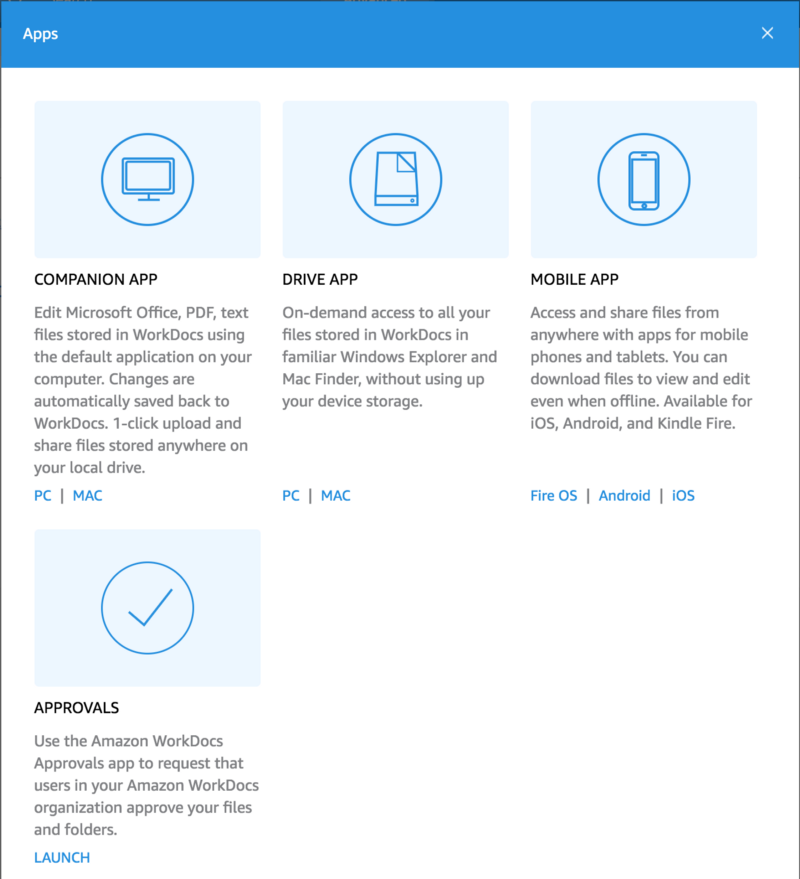 Apps
COMPANION APP
Edit Microsoft Office, PDF, text
files stored in WorkDocs using
the default application on your
computer. Changes are
automatically saved back to
WorkDocs. 1-click upload and
share files stored anywhere on
your local drive.
PC | MAC
DRIVE APP
On-demand access to all your
files stored in WorkDocs in
familiar Windows Explorer and
Mac Finder, without using up
your device storage.
PC | MAC
MOBILE APP
Access and share files from
anywhere with apps for mobile
phones and tablets. You can
download files to view and edit
even when offline. Available for
iOS, Android, and Kindle Fire.
Fire OS | Android | iOS
APPROVALS
Use the Amazon WorkDocs
Approvals app to request that
users in your Amazon WorkDocs
organization approve your files
and folders.
LAUNCH